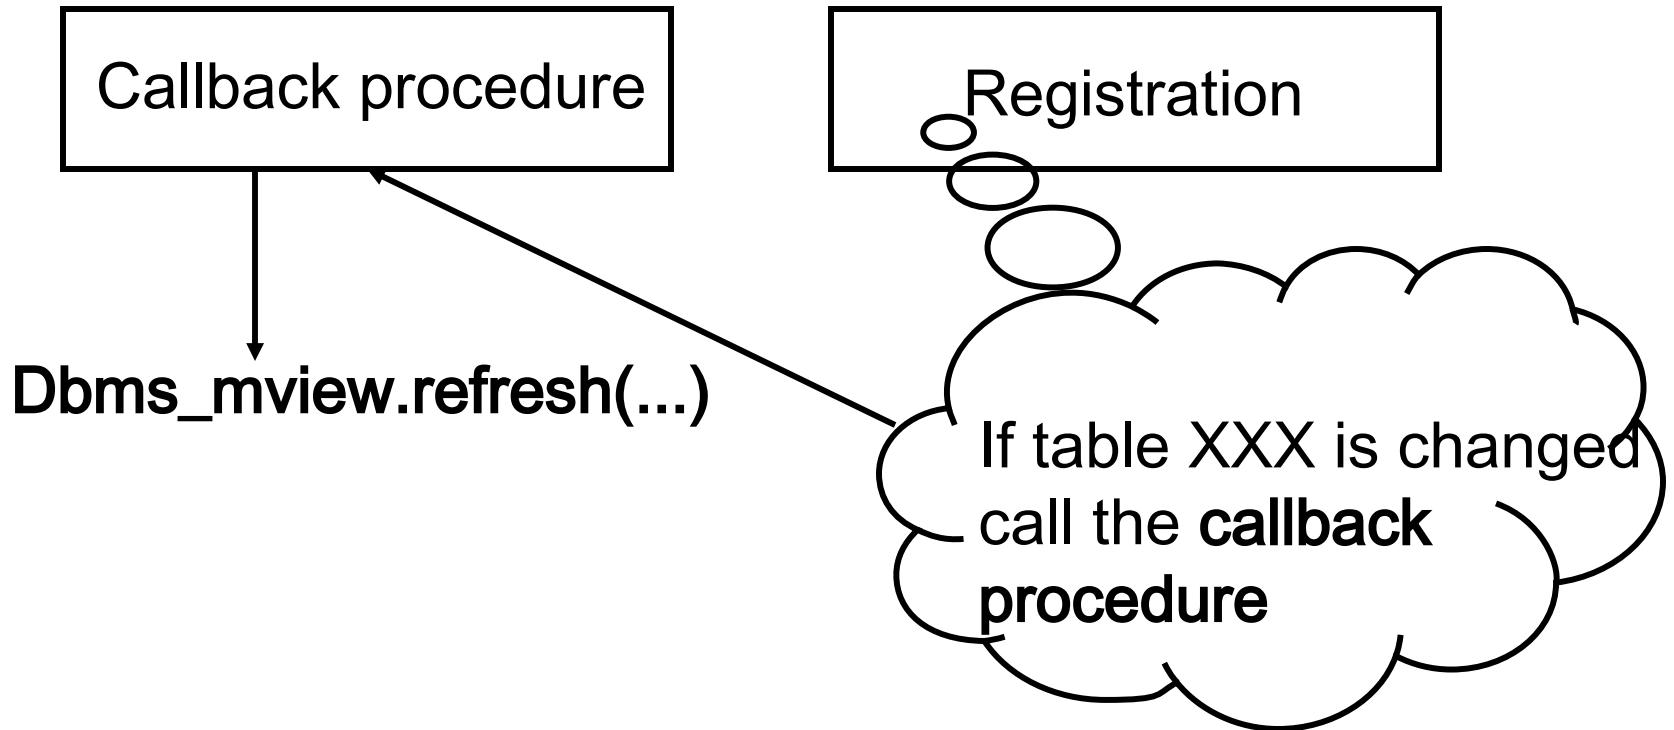 Callback procedure
Registration
Dbms_mview.refresh(...)
If table XXX is changed
call the callback
procedure